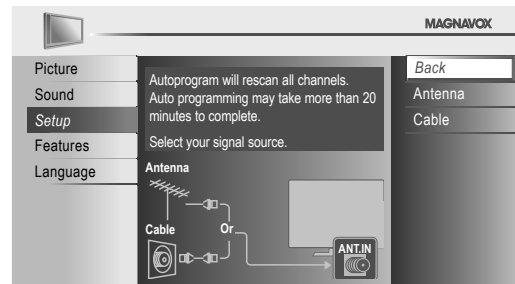 MAGNAVOX
Picture
Sound
Setup
Features
Language
Autoprogram will rescan all channels.
Auto programming may take more than 20
minutes to complete.
Select your signal source.
Antenna
Cable
Or
ANT.IN
Back
Antenna
Cable